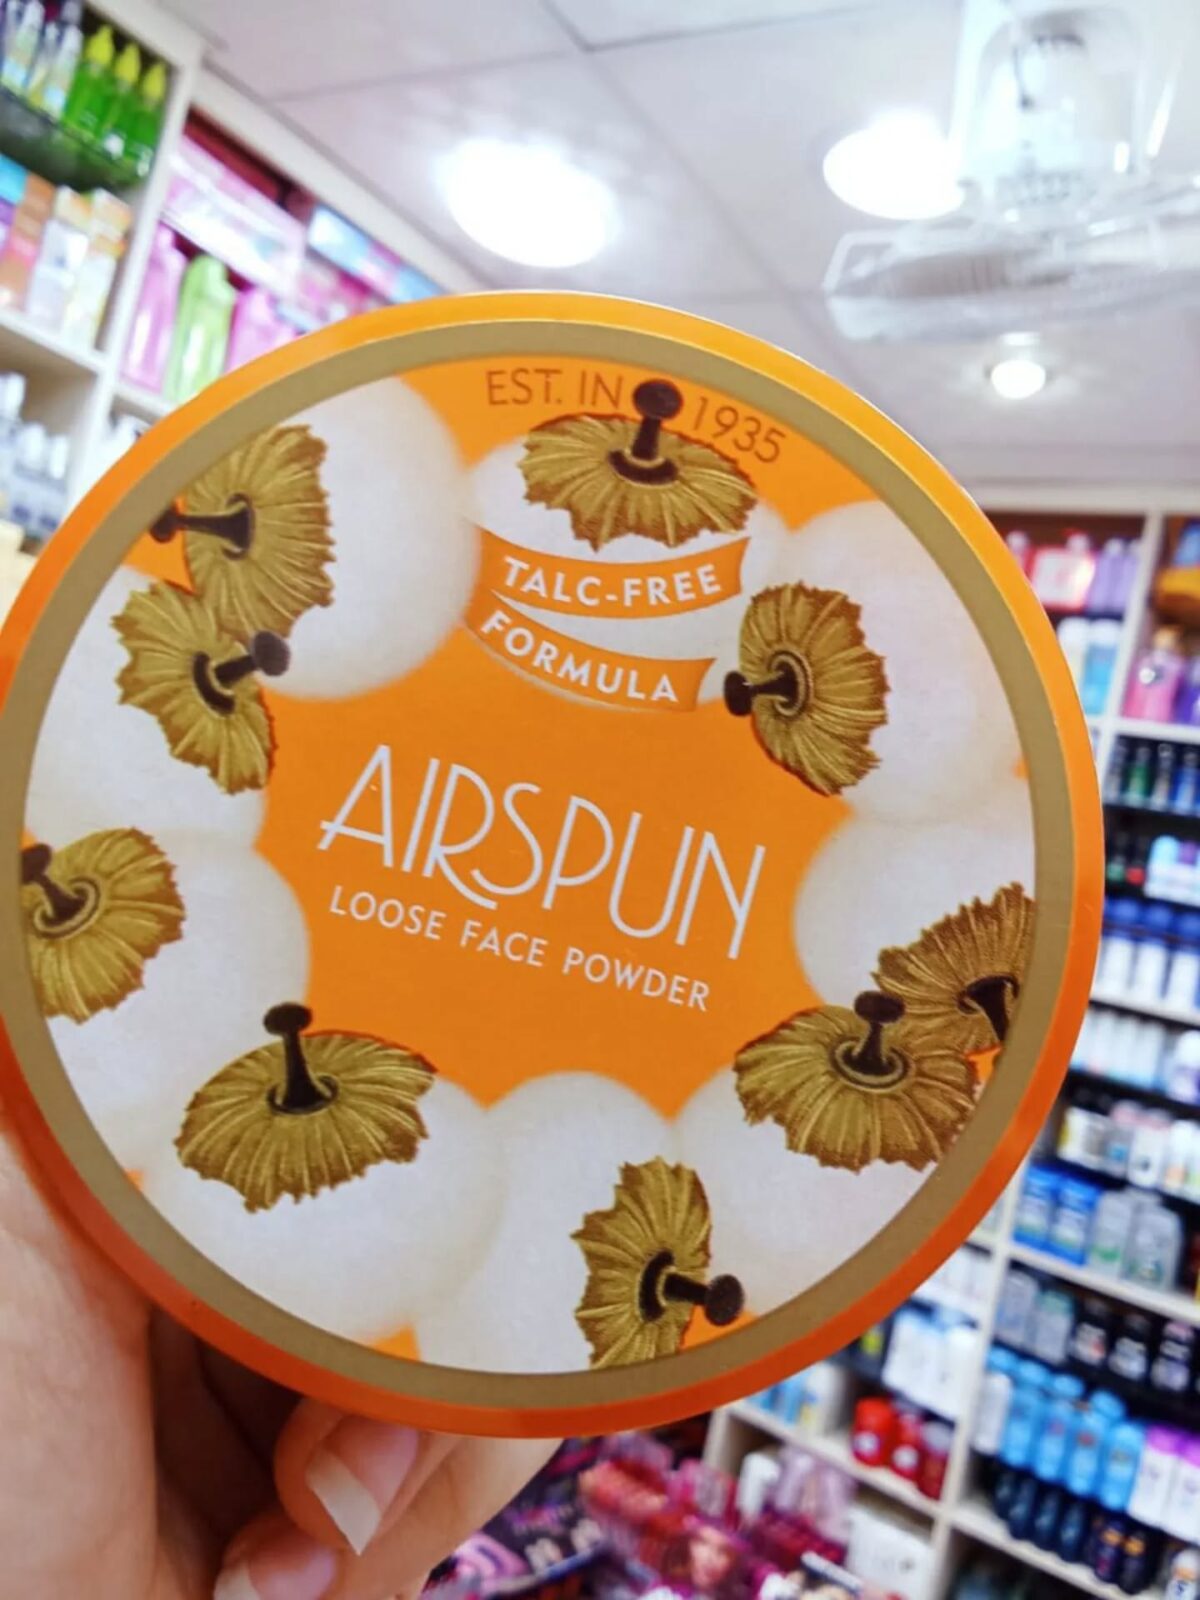 EST. IN 1935
TALC-FREE
FORMULA
AIRSPUN
LOOSE FACE POWDER